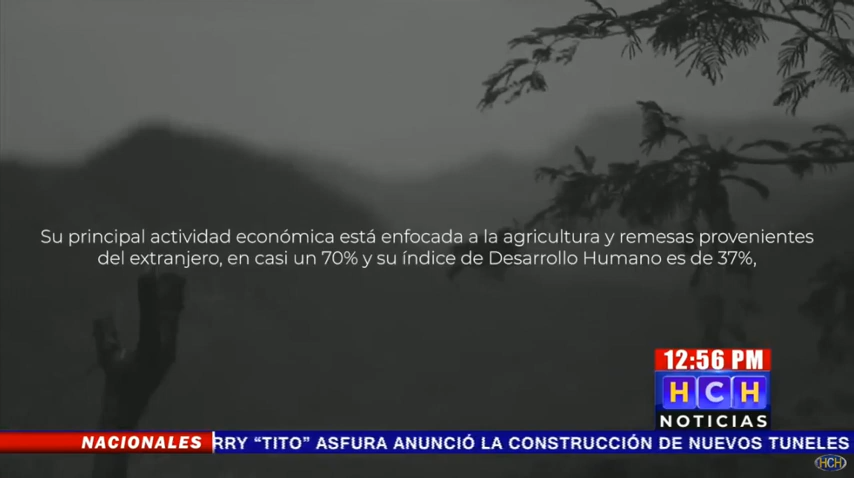 Su principal actividad económica está enfocada a la agricultura y remesas provenientes
del extranjero, en casi un 70% y su índice de Desarrollo Humano es de 37%,
12:56 PM
HCH
NOTICIAS
NACIONALES
RRY “TITO” ASFURA ANUNCIÓ LA CONSTRUCCIÓN DE NUEVOS TUNELES
HCH